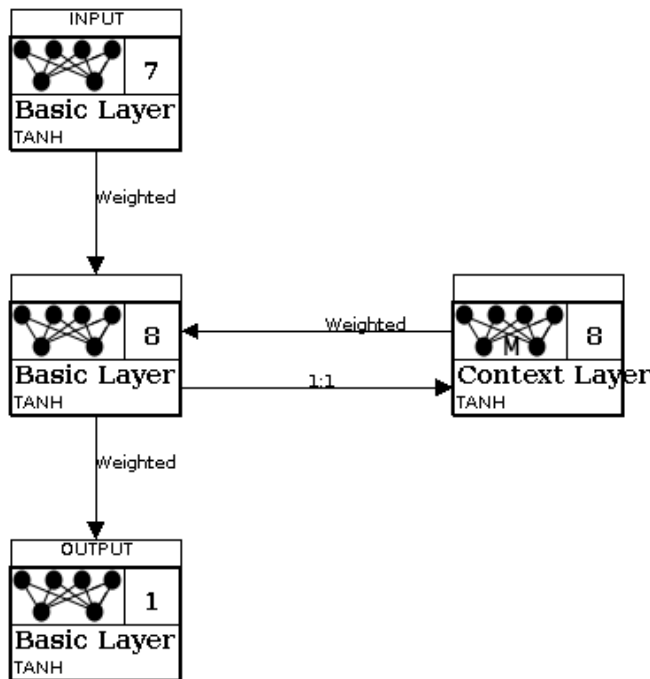 INPUT
7
Basic Layer
TANH
Weighted
8
Basic Layer
TANH
Weighted
1:1
M
8
Context Layer
TANH
Weighted
OUTPUT
1
Basic Layer
TANH